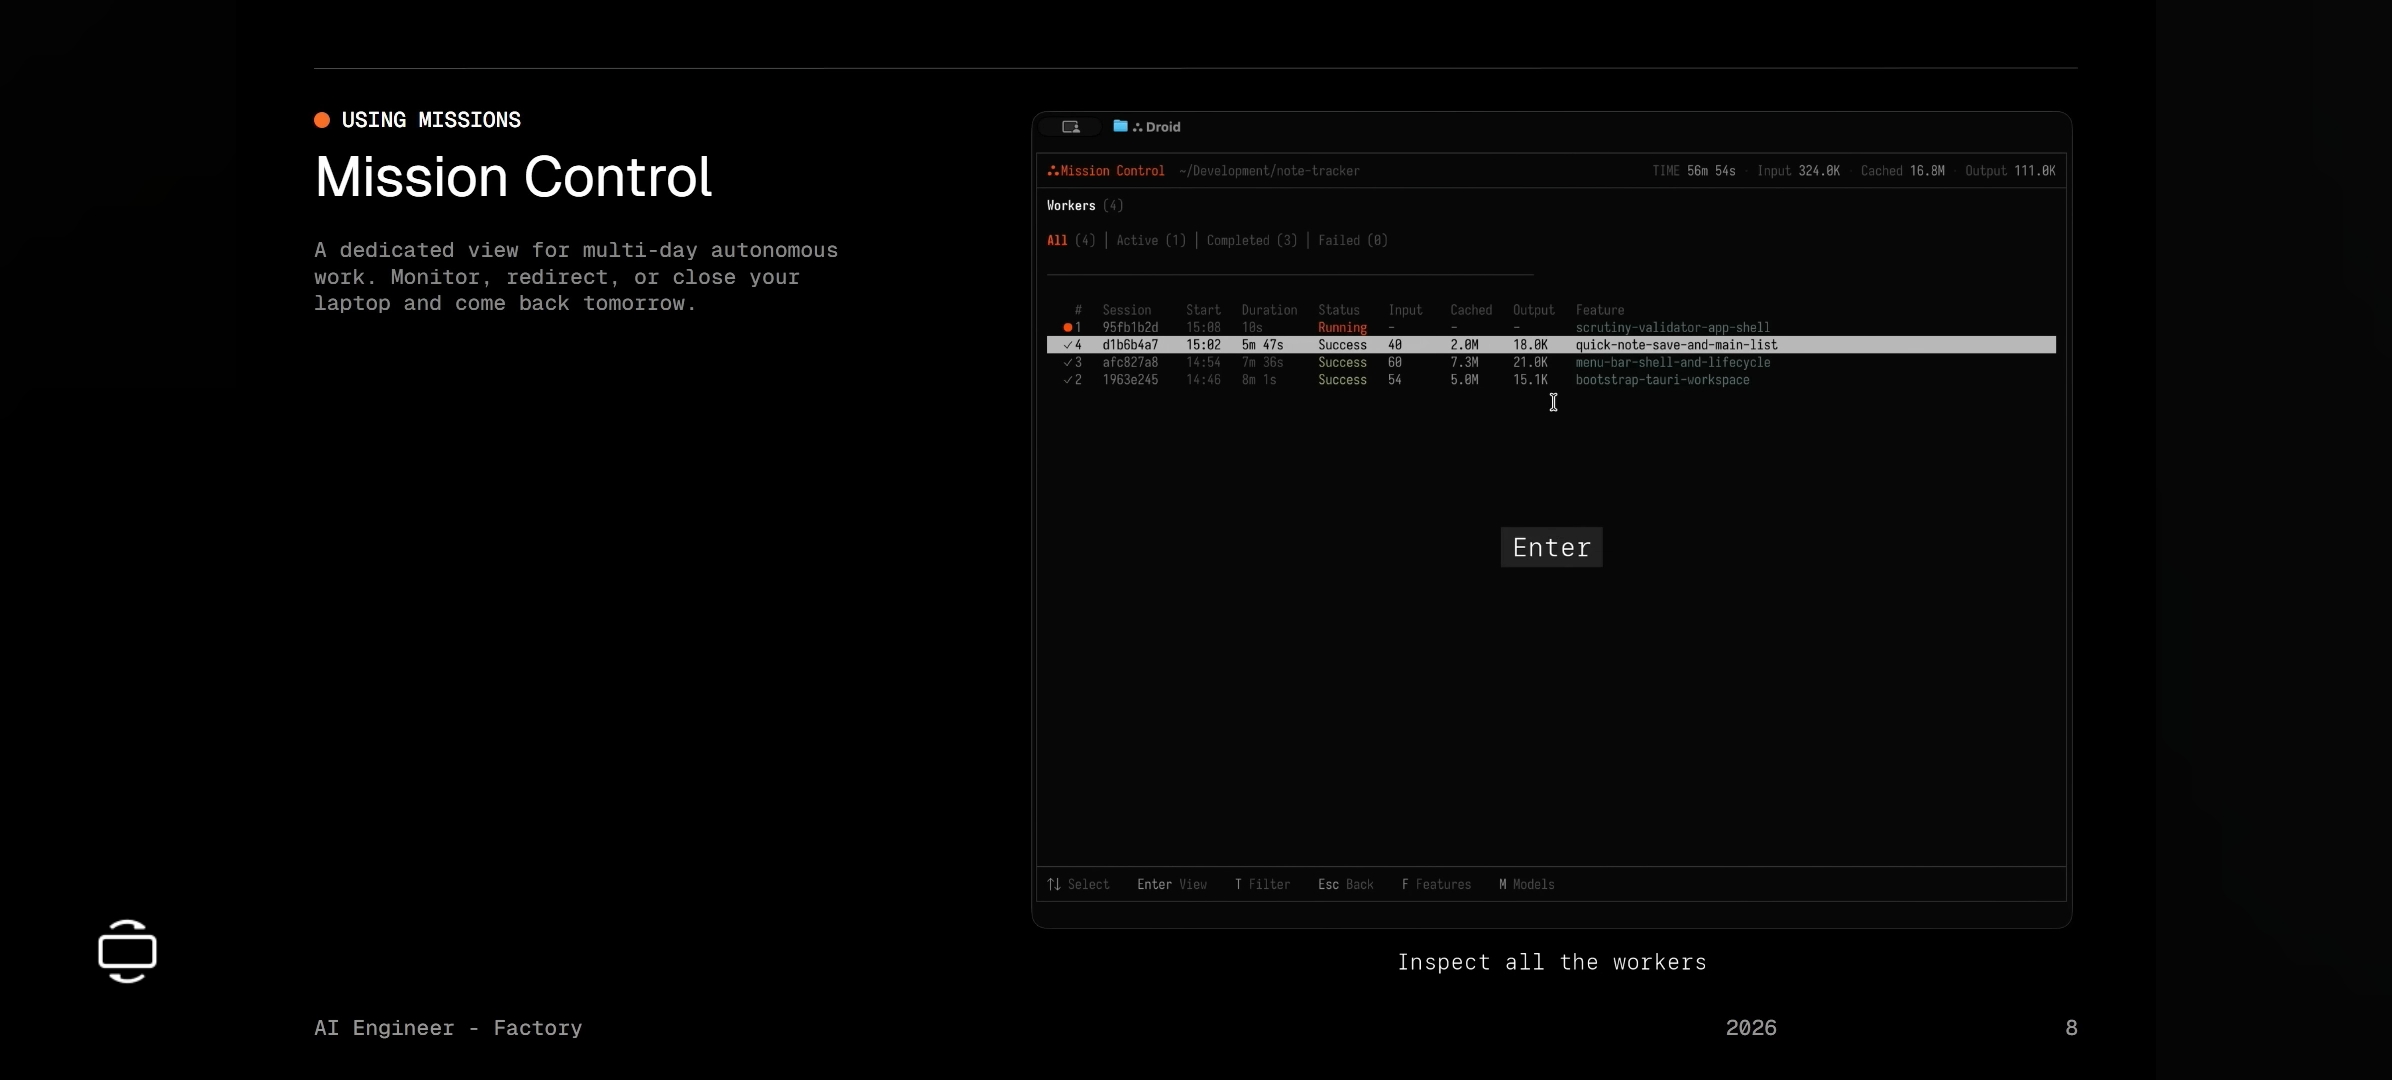 USING MISSIONS
Mission Control
A dedicated view for multi-day autonomous
work. Monitor, redirect, or close your
laptop and come back tomorrow.
Droid
Mission Control ~/Development/note-tracker TIME 56m 54s · Input 324.0K · Cached 16.8M · Output 111.0K
Workers (4)
All (4) | Active (1) | Completed (3) | Failed (0)
# Session Start Duration Status Input Cached Output Feature
1 95fb1b2d 15:08 10s Running - - - scrutiny-validator-app-shell
✓4 d1b6b4a7 15:02 5m 47s Success 40 2.0M 18.0K quick-note-save-and-main-list
✓3 afc827a8 14:54 7m 36s Success 60 7.3M 21.0K menu-bar-shell-and-lifecycle
✓2 1963e245 14:46 8m 1s Success 54 5.0M 15.1K bootstrap-tauri-workspace
Enter
↑↓ Select Enter View T Filter Esc Back F Features M Models
Inspect all the workers
AI Engineer - Factory 2026 8